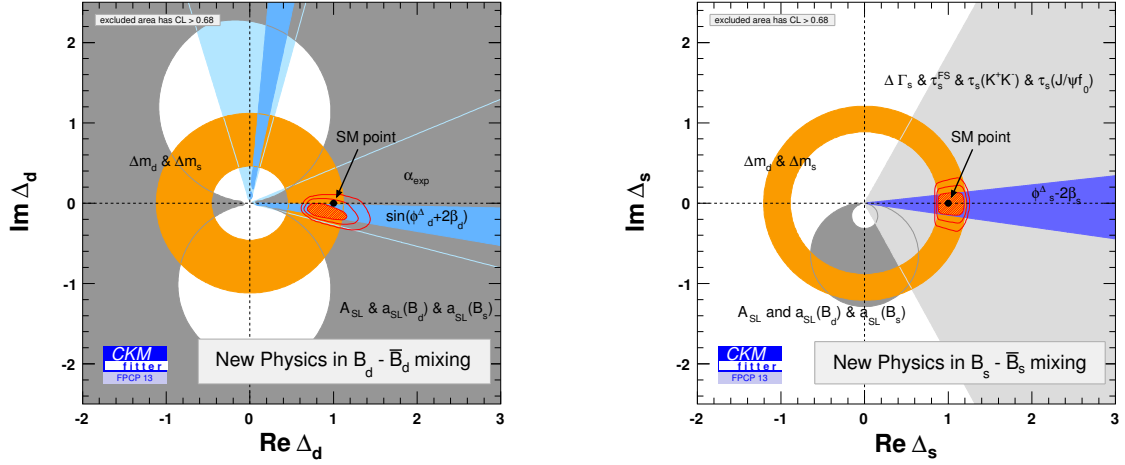 excluded area has CL > 0.68
Δm_d & Δm_s
SM point
α_exp
sin(φ^Δ_d+2β_d)
A_SL & a_SL(B_d) & a_SL(B_s)
CKM
fitter
FPCP 13
New Physics in B_d - B̅_d mixing
Im Δ_d
2
1
0
-1
-2
-2
-1
0
1
2
3
Re Δ_d
excluded area has CL > 0.68
ΔΓ_s & τ_s^FS & τ_s(K⁺K⁻) & τ_s(J/ψf_0)
Δm_d & Δm_s
SM point
φ^Δ_s-2β_s
A_SL and a_SL(B_d) & a_SL(B_s)
CKM
fitter
FPCP 13
New Physics in B_s - B̅_s mixing
Im Δ_s
2
1
0
-1
-2
-2
-1
0
1
2
3
Re Δ_s